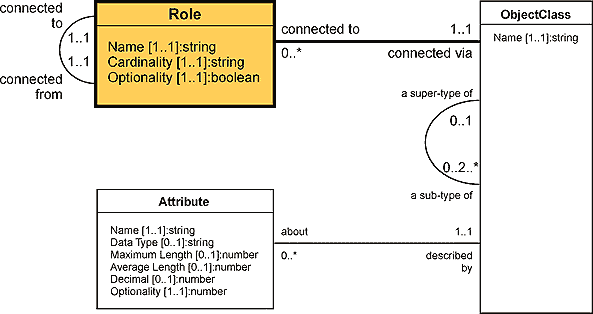 connected
to
1..1
1..1
connected
from
Role
Name [1..1]:string
Cardinality [1..1]:string
Optionality [1..1]:boolean
connected to
1..1
0..*
connected via
ObjectClass
Name [1..1]:string
a super-type of
0..1
0..2..*
a sub-type of
Attribute
Name [1..1]:string
Data Type [0..1]:string
Maximum Length [0..1]:number
Average Length [0..1]:number
Decimal [0..1]:number
Optionality [1..1]:number
about
1..1
0..*
described
by